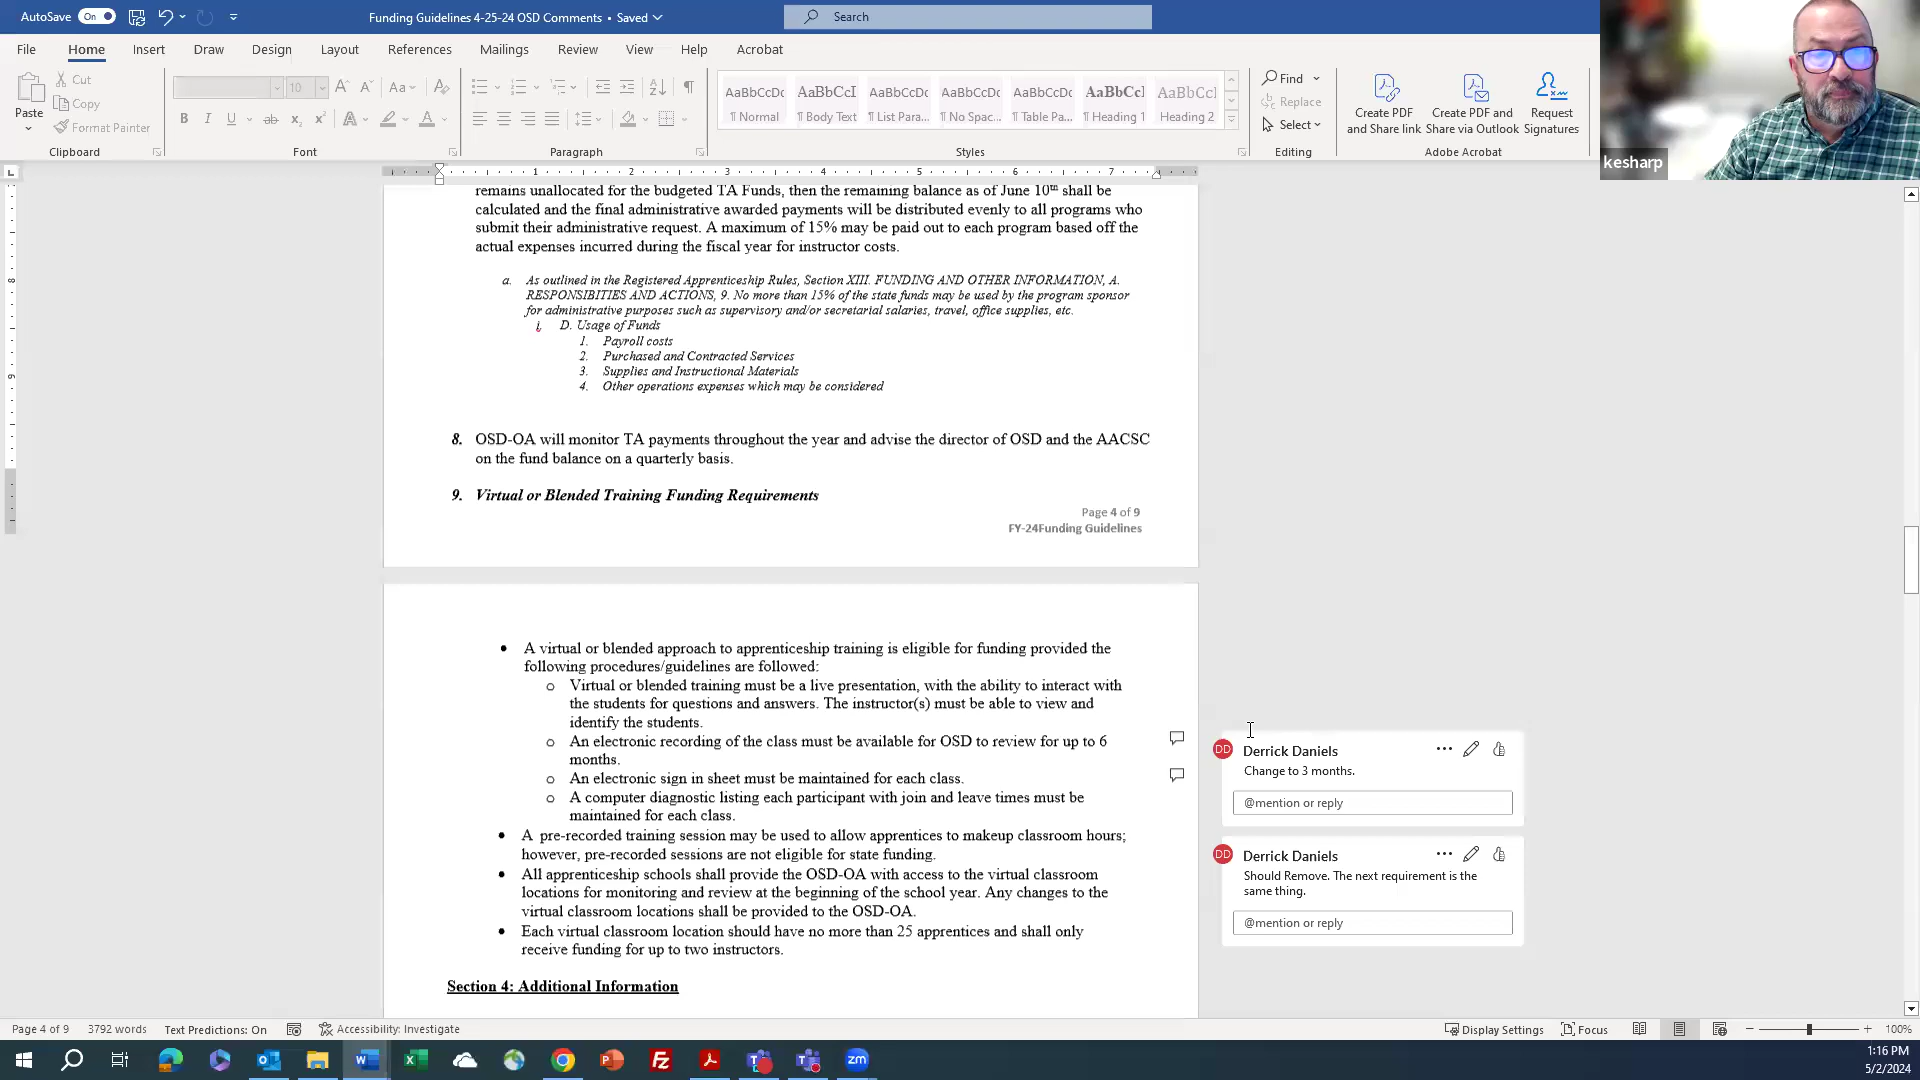 AutoSave On Funding Guidelines 4-25-24 OSD Comments • Saved Search
File Home Insert Draw Design Layout References Mailings Review View Help Acrobat
Paste Cut Copy Format Painter
10 Aa
B I U ab x₂ x² A A
AaBbCcDc ¶ Normal
AaBbCcI ¶ Body Text
AaBbCcDc ¶ List Para...
AaBbCcDc ¶ No Spac...
AaBbCcDc ¶ Table Pa...
AaBbCcI ¶ Heading 1
AaBbCcI Heading 2
Find Replace Select
Create PDF and Share link
Create PDF and Share via Outlook
Request Signatures
Clipboard Font Paragraph Styles Editing Adobe Acrobat
kesharp
1 2 3 4 5 6 7
8
9
remains unallocated for the budgeted TA Funds, then the remaining balance as of June 10th shall be
calculated and the final administrative awarded payments will be distributed evenly to all programs who
submit their administrative request. A maximum of 15% may be paid out to each program based off the
actual expenses incurred during the fiscal year for instructor costs.
a. As outlined in the Registered Apprenticeship Rules, Section XIII. FUNDING AND OTHER INFORMATION, A.
RESPONSIBITIES AND ACTIONS, 9. No more than 15% of the state funds may be used by the program sponsor
for administrative purposes such as supervisory and/or secretarial salaries, travel, office supplies, etc.
i. D. Usage of Funds
1. Payroll costs
2. Purchased and Contracted Services
3. Supplies and Instructional Materials
4. Other operations expenses which may be considered
8. OSD-OA will monitor TA payments throughout the year and advise the director of OSD and the AACSC
on the fund balance on a quarterly basis.
9. Virtual or Blended Training Funding Requirements
Page 4 of 9
FY-24Funding Guidelines
• A virtual or blended approach to apprenticeship training is eligible for funding provided the
following procedures/guidelines are followed:
o Virtual or blended training must be a live presentation, with the ability to interact with
the students for questions and answers. The instructor(s) must be able to view and
identify the students.
o An electronic recording of the class must be available for OSD to review for up to 6
months.
o An electronic sign in sheet must be maintained for each class.
o A computer diagnostic listing each participant with join and leave times must be
maintained for each class.
• A pre-recorded training session may be used to allow apprentices to makeup classroom hours;
however, pre-recorded sessions are not eligible for state funding.
• All apprenticeship schools shall provide the OSD-OA with access to the virtual classroom
locations for monitoring and review at the beginning of the school year. Any changes to the
virtual classroom locations shall be provided to the OSD-OA.
• Each virtual classroom location should have no more than 25 apprentices and shall only
receive funding for up to two instructors.
Section 4: Additional Information
DD Derrick Daniels
Change to 3 months.
@mention or reply
DD Derrick Daniels
Should Remove. The next requirement is the
same thing.
@mention or reply
Page 4 of 9 3792 words Text Predictions: On Accessibility: Investigate Display Settings Focus 100%
1:16 PM
5/2/2024